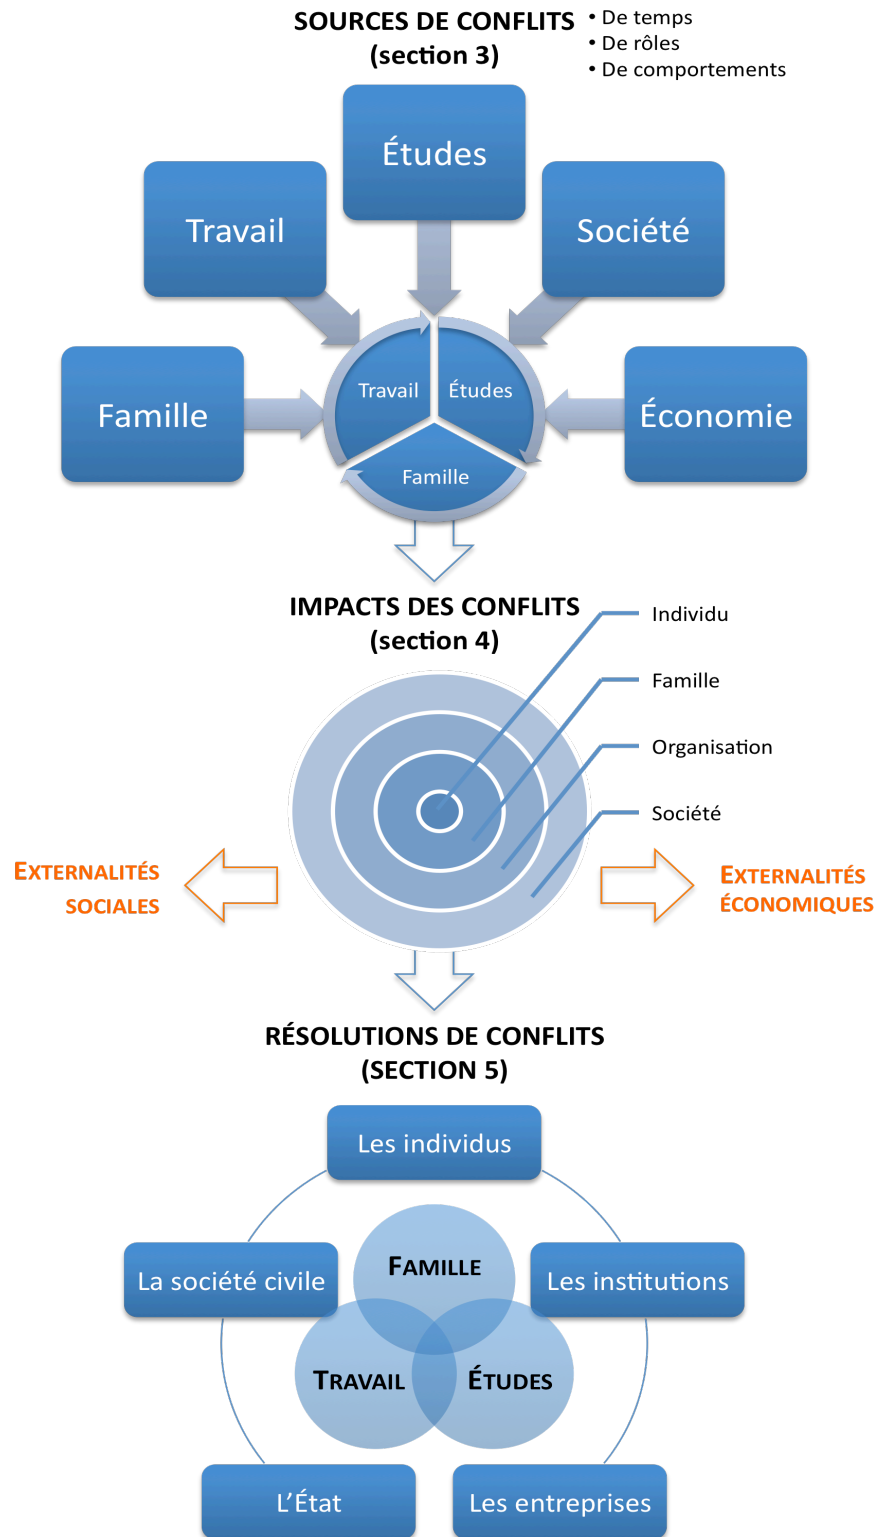 SOURCES DE CONFLITS
(section 3)
• De temps
• De rôles
• De comportements
Études
Travail
Société
Famille
Économie
Travail
Études
Famille
IMPACTS DES CONFLITS
(section 4)
Individu
Famille
Organisation
Société
EXTERNALITÉS
SOCIALES
EXTERNALITÉS
ÉCONOMIQUES
RÉSOLUTIONS DE CONFLITS
(SECTION 5)
Les individus
La société civile
FAMILLE
Les institutions
TRAVAIL
ÉTUDES
L’État
Les entreprises